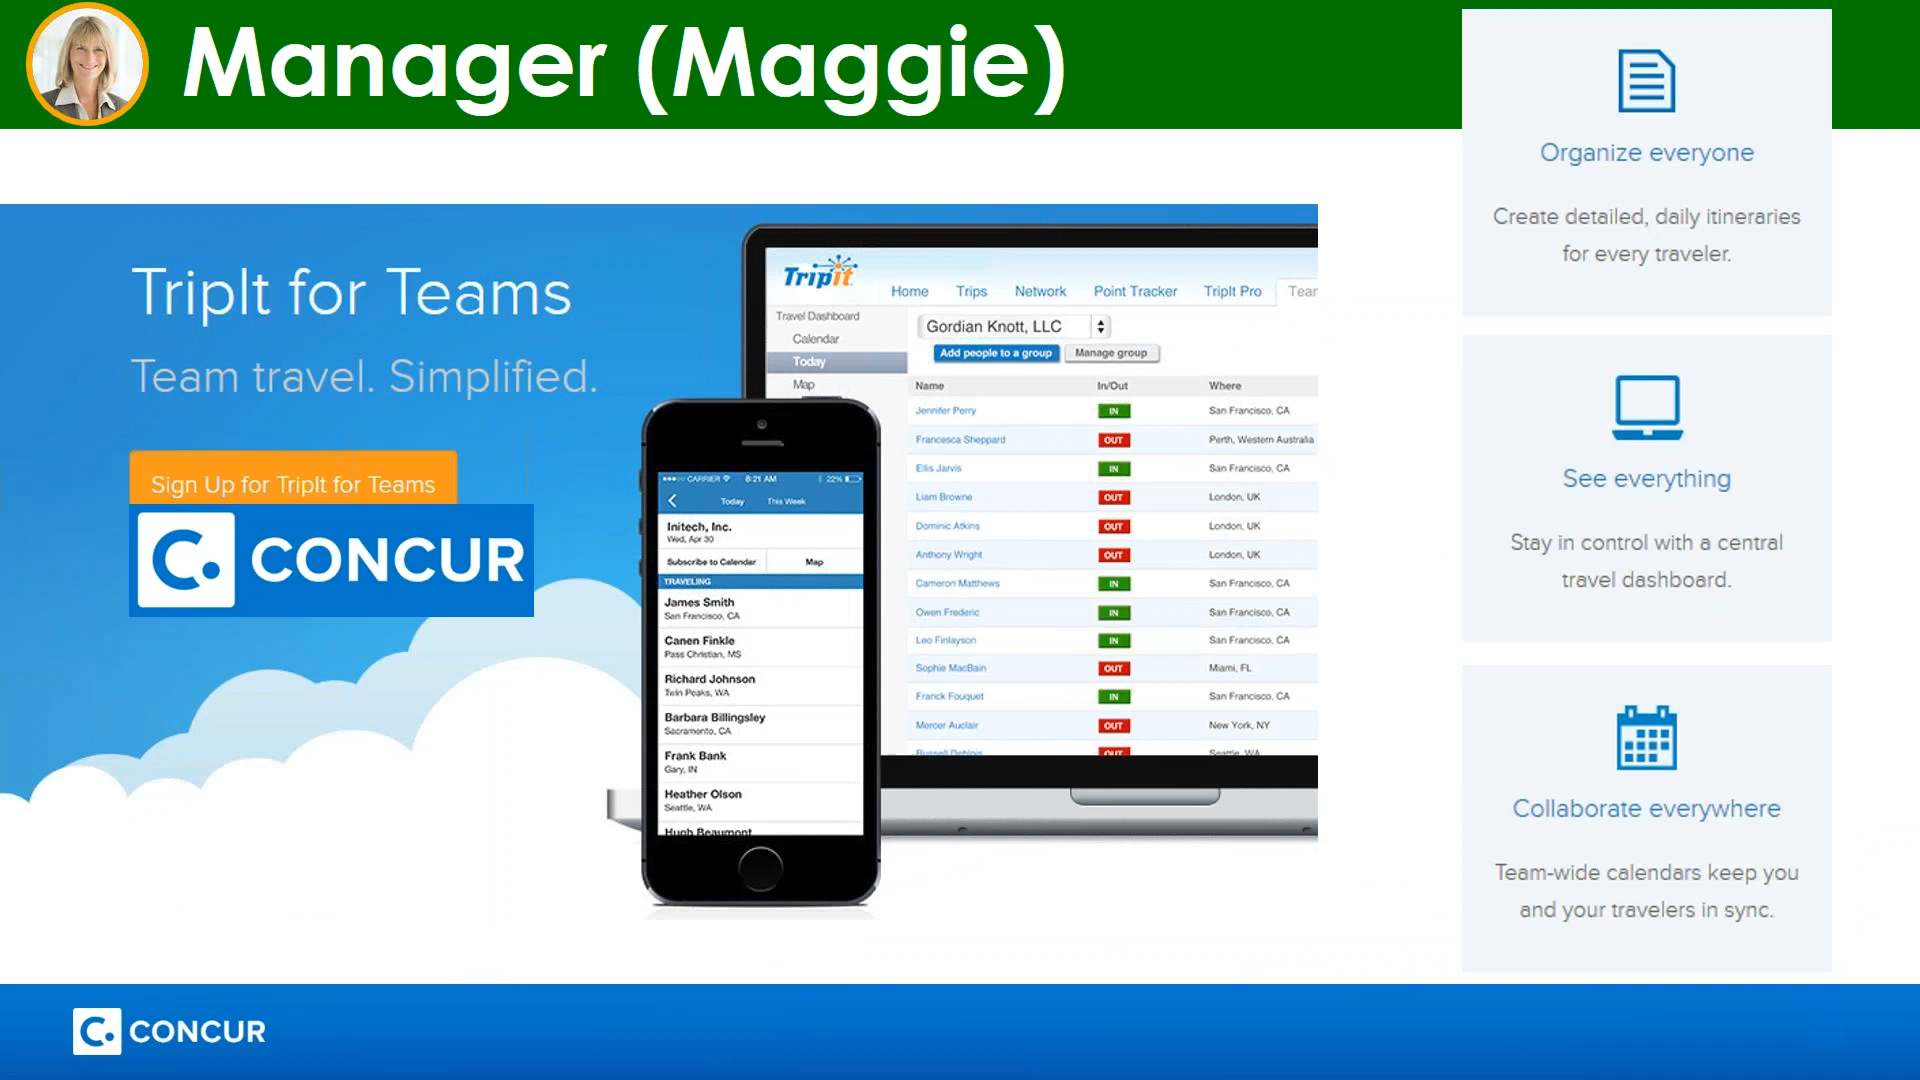 Manager (Maggie)
TripIt for Teams
Team travel. Simplified.
Sign Up for TripIt for Teams
C. CONCUR
TripIt
Home Trips Network Point Tracker TripIt Pro Tear
Travel Dashboard
Calendar
Today
Map
Gordian Knott, LLC
Add people to a group Manage group
Name In/Out Where
Jennifer Perry IN San Francisco, CA
Francesca Sheppard OUT Perth, Western Australia
Ellis Jarvis IN San Francisco, CA
Liam Browne OUT London, UK
Dominic Atkins OUT London, UK
Anthony Wright OUT London, UK
Cameron Matthews IN San Francisco, CA
Owen Frederic IN San Francisco, CA
Leo Finlayson IN San Francisco, CA
Sophie MacBain OUT Miami, FL
Franck Fouquet IN San Francisco, CA
Mercer Auclair OUT New York, NY
Russell Deblois OUT Seattle, WA
CARRIER 8:21 AM 22%
Today This Week
Initech, Inc.
Wed, Apr 30
Subscribe to Calendar Map
TRAVELING
James Smith
San Francisco, CA
Canen Finkle
Pass Christian, MS
Richard Johnson
Twin Peaks, WA
Barbara Billingsley
Sacramento, CA
Frank Bank
Gary, IN
Heather Olson
Seattle, WA
Hugh Beaumont
Organize everyone
Create detailed, daily itineraries
for every traveler.
See everything
Stay in control with a central
travel dashboard.
Collaborate everywhere
Team-wide calendars keep you
and your travelers in sync.
C. CONCUR